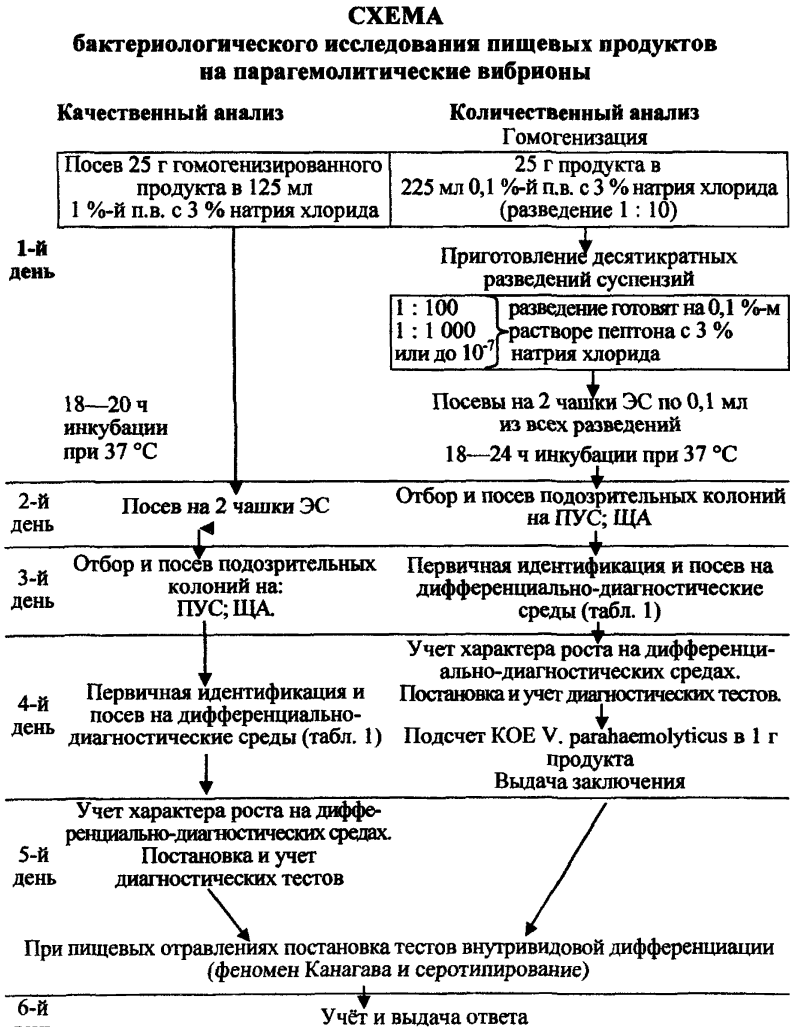 СХЕМА
бактериологического исследования пищевых продуктов
на парагемолитические вибрионы
Качественный анализ
Количественный анализ
Гомогенизация
1-й
день
Посев 25 г гомогенизированного
продукта в 125 мл
1 %-й п.в. с 3 % натрия хлорида
25 г продукта в
225 мл 0,1 %-й п.в. с 3 % натрия хлорида
(разведение 1 : 10)
Приготовление десятикратных
разведений суспензий
1 : 100
1 : 1 000
или до 10⁻⁷
разведение готовят на 0,1 %-м
растворе пептона с 3 %
натрия хлорида
18—20 ч
инкубации
при 37 °С
Посевы на 2 чашки ЭС по 0,1 мл
из всех разведений
18—24 ч инкубации при 37 °С
2-й
день
Посев на 2 чашки ЭС
Отбор и посев подозрительных колоний
на ПУС; ЩА
3-й
день
Отбор и посев подозрительных
колоний на:
ПУС; ЩА.
Первичная идентификация и посев на
дифференциально-диагностические
среды (табл. 1)
4-й
день
Первичная идентификация и
посев на дифференциально-
диагностические среды (табл. 1)
Учет характера роста на дифференци-
ально-диагностических средах.
Постановка и учет диагностических тестов.
Подсчет КОЕ V. parahaemolyticus в 1 г
продукта
Выдача заключения
5-й
день
Учет характера роста на диффе-
ренциально-диагностических средах.
Постановка и учет
диагностических тестов
При пищевых отравлениях постановка тестов внутривидовой дифференциации
(феномен Канагава и серотипирование)
6-й
Учёт и выдача ответа